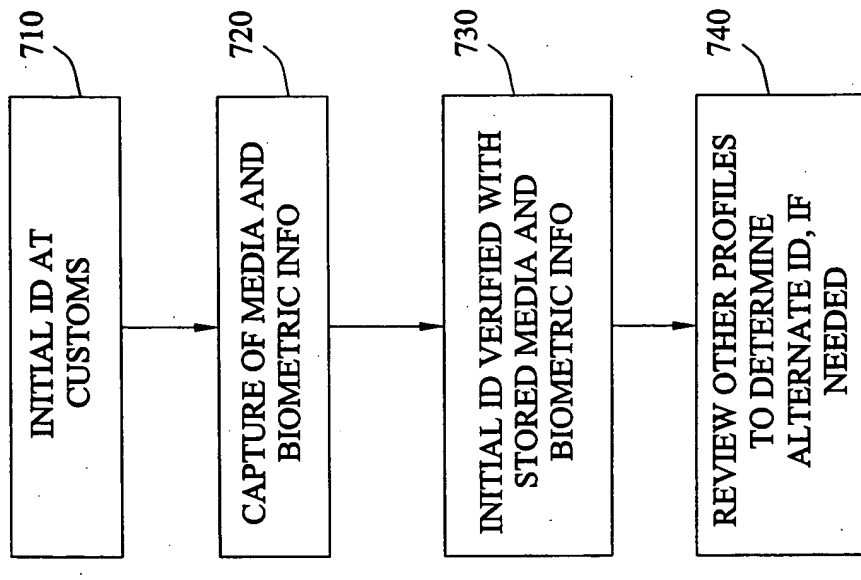 710
INITIAL ID AT
CUSTOMS
720
CAPTURE OF MEDIA AND
BIOMETRIC INFO
730
INITIAL ID VERIFIED WITH
STORED MEDIA AND
BIOMETRIC INFO
740
REVIEW OTHER PROFILES
TO DETERMINE
ALTERNATE ID, IF
NEEDED